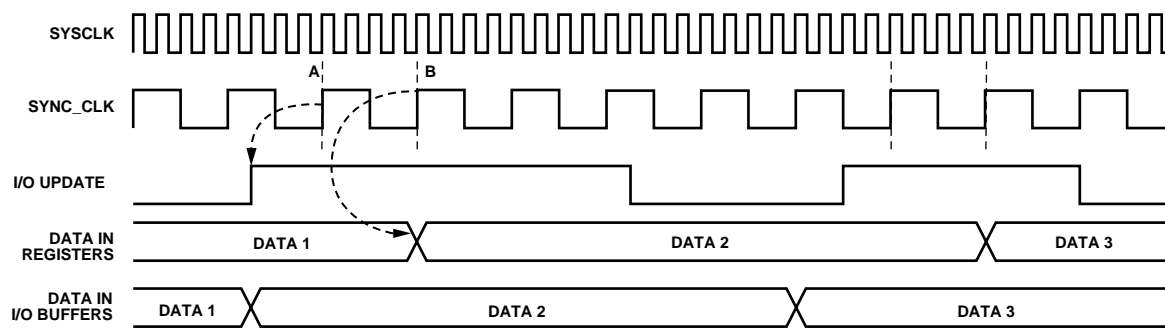 SYSCLK
A
B
SYNC_CLK
I/O UPDATE
DATA IN
REGISTERS
DATA 1
DATA 2
DATA 3
DATA IN
I/O BUFFERS
DATA 1
DATA 2
DATA 3